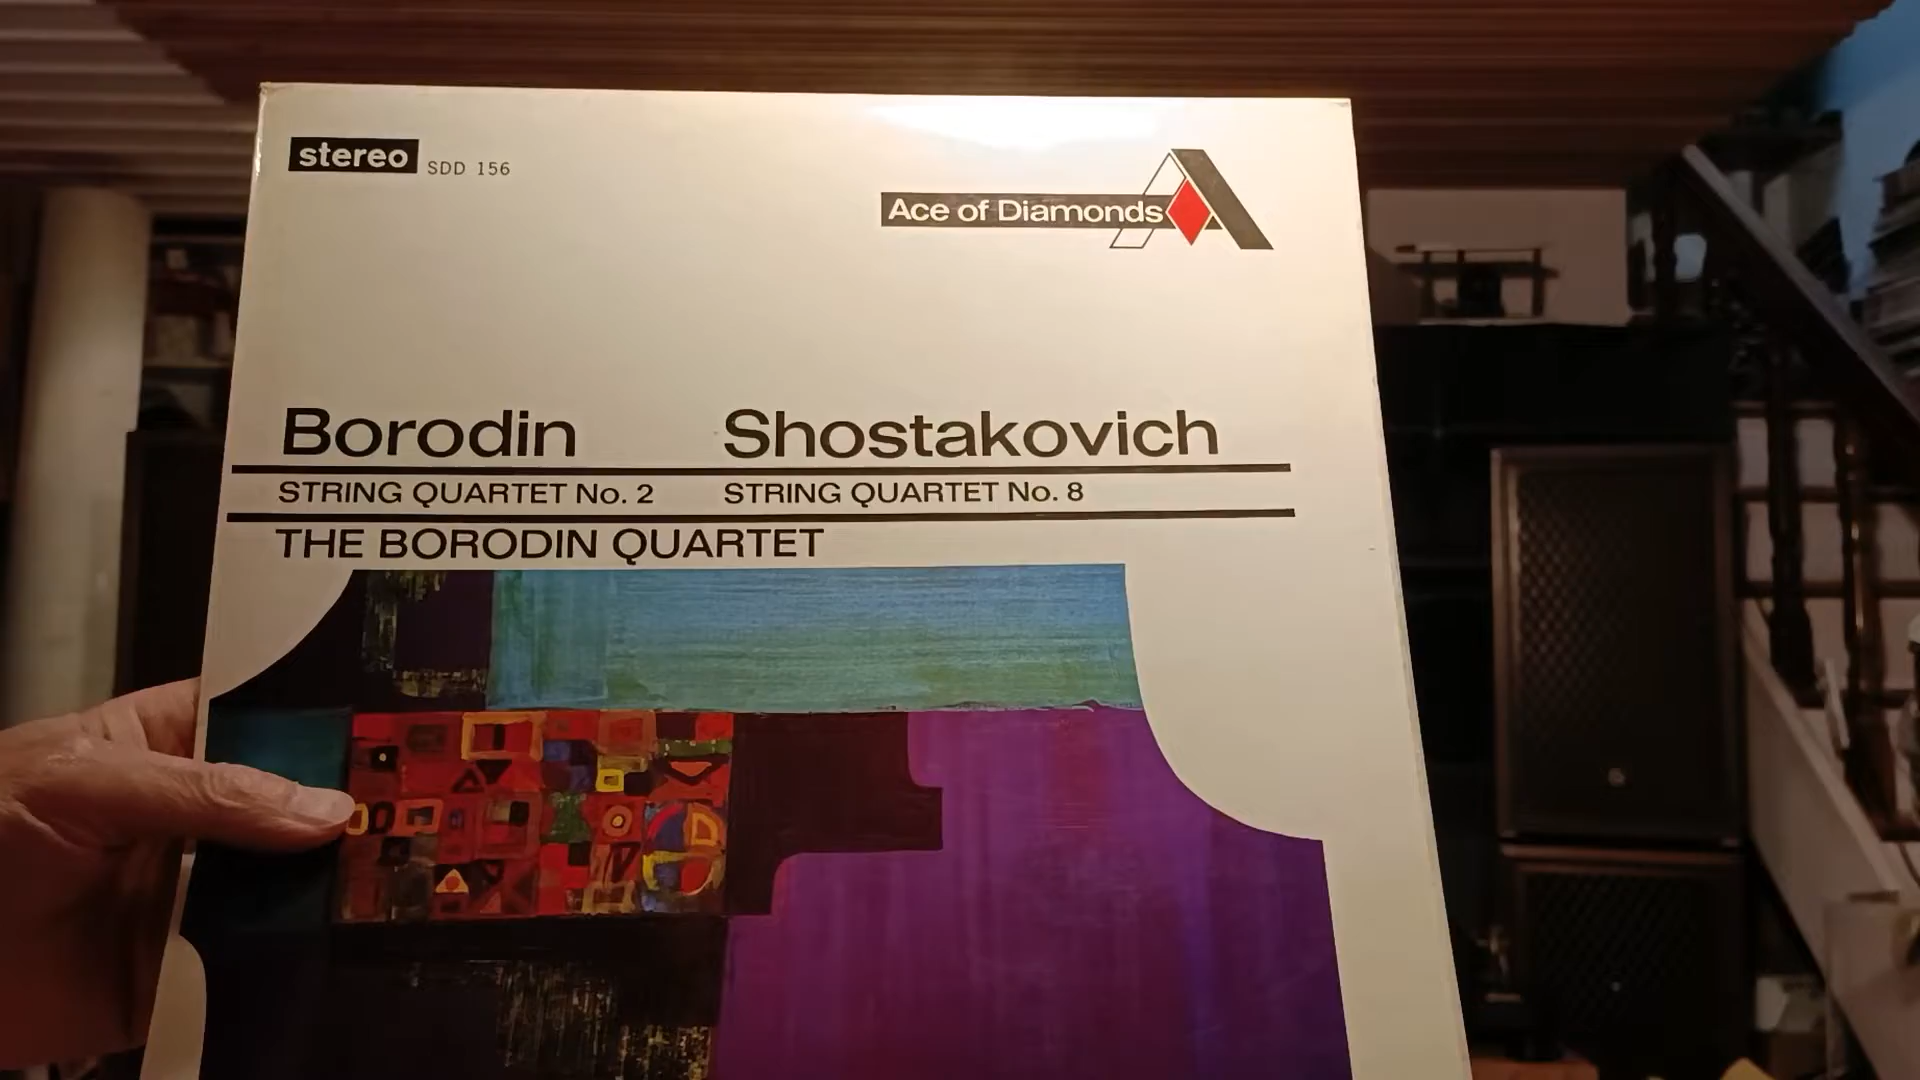 stereo SDD 156
Ace of Diamonds
Borodin Shostakovich
STRING QUARTET No. 2 STRING QUARTET No. 8
THE BORODIN QUARTET